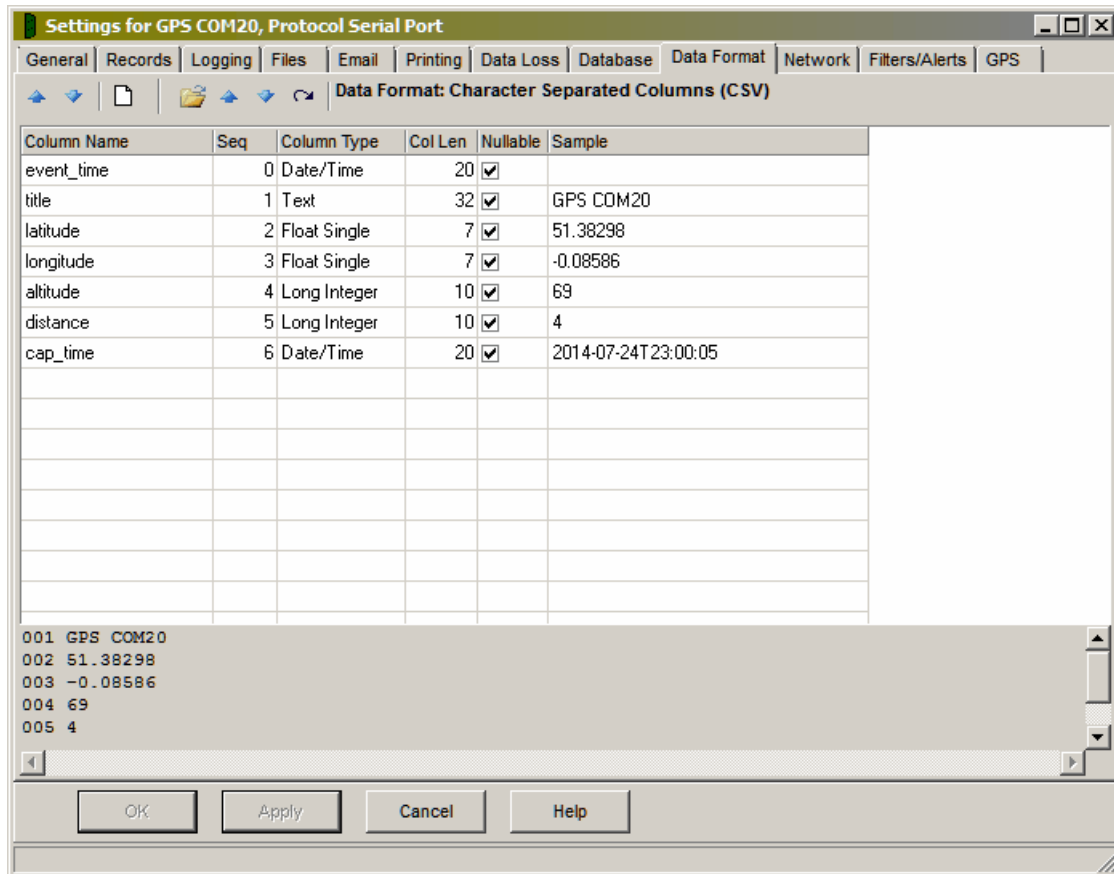 Settings for GPS COM20, Protocol Serial Port
General Records Logging Files Email Printing Data Loss Database Data Format Network Filters/Alerts GPS
Data Format: Character Separated Columns (CSV)
Column Name Seq Column Type Col Len Nullable Sample
event_time 0 Date/Time 20
title 1 Text 32 GPS COM20
latitude 2 Float Single 7 51.38298
longitude 3 Float Single 7 -0.08586
altitude 4 Long Integer 10 69
distance 5 Long Integer 10 4
cap_time 6 Date/Time 20 2014-07-24T23:00:05
001 GPS COM20
002 51.38298
003 -0.08586
004 69
005 4
OK Apply Cancel Help